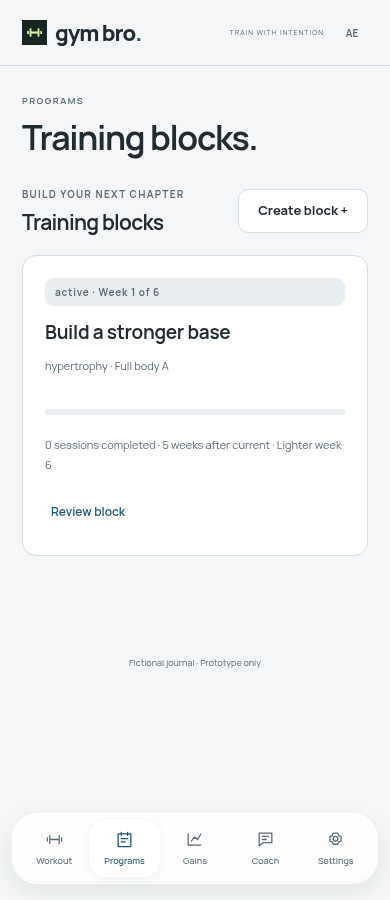 gym bro.
TRAIN WITH INTENTION
AE
PROGRAMS
Training blocks.
BUILD YOUR NEXT CHAPTER
Training blocks
Create block +
active · Week 1 of 6
Build a stronger base
hypertrophy · Full body A
0 sessions completed · 5 weeks after current · Lighter week
6
Review block
Fictional journal · Prototype only
Workout
Programs
Gains
Coach
Settings